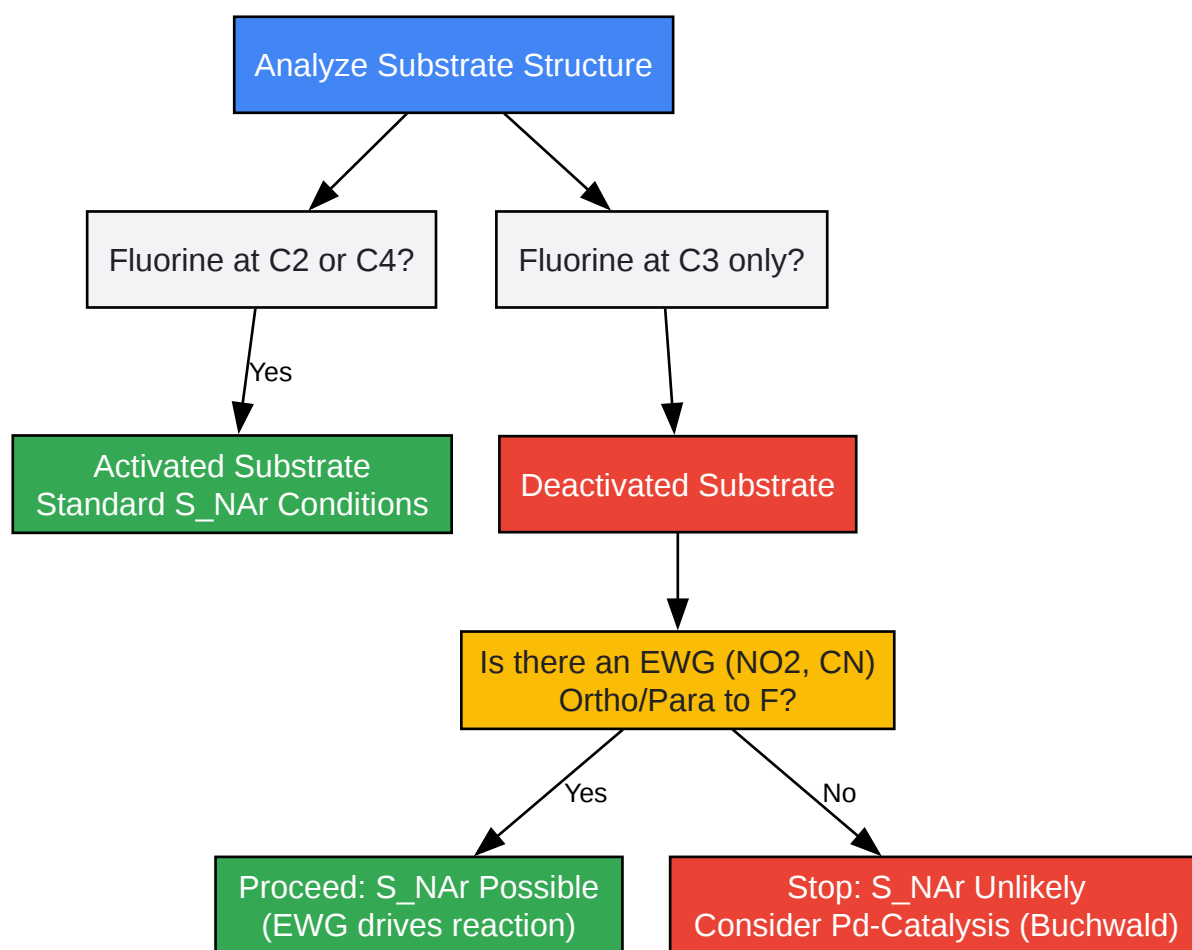 Analyze Substrate Structure
Fluorine at C2 or C4?
Fluorine at C3 only?
Yes
Activated Substrate
Standard S_NAr Conditions
Deactivated Substrate
Is there an EWG (NO2, CN)
Ortho/Para to F?
Yes
No
Proceed: S_NAr Possible
(EWG drives reaction)
Stop: S_NAr Unlikely
Consider Pd-Catalysis (Buchwald)